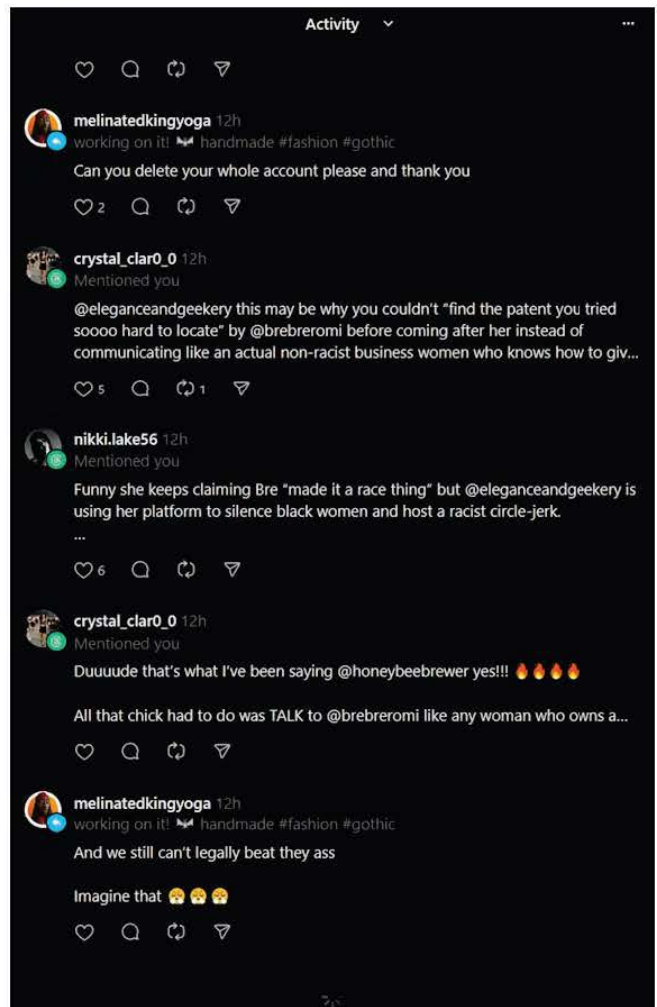 Activity
melinatedkingyoga 12h
working on it! 🦇 handmade #fashion #gothic
Can you delete your whole account please and thank you
2
crystal_clar0_0 12h
Mentioned you
@eleganceandgeekery this may be why you couldn't "find the patent you tried
soooo hard to locate" by @brebreromi before coming after her instead of
communicating like an actual non-racist business women who knows how to giv...
5 1
nikki.lake56 12h
Mentioned you
Funny she keeps claiming Bre "made it a race thing" but @eleganceandgeekery is
using her platform to silence black women and host a racist circle-jerk.
...
6
crystal_clar0_0 12h
Mentioned you
Duuuude that's what I've been saying @honeybeebrewer yes!!! 🔥🔥🔥🔥
All that chick had to do was TALK to @brebreromi like any woman who owns a...
melinatedkingyoga 12h
working on it! 🦇 handmade #fashion #gothic
And we still can't legally beat they ass
Imagine that 😤😤😤